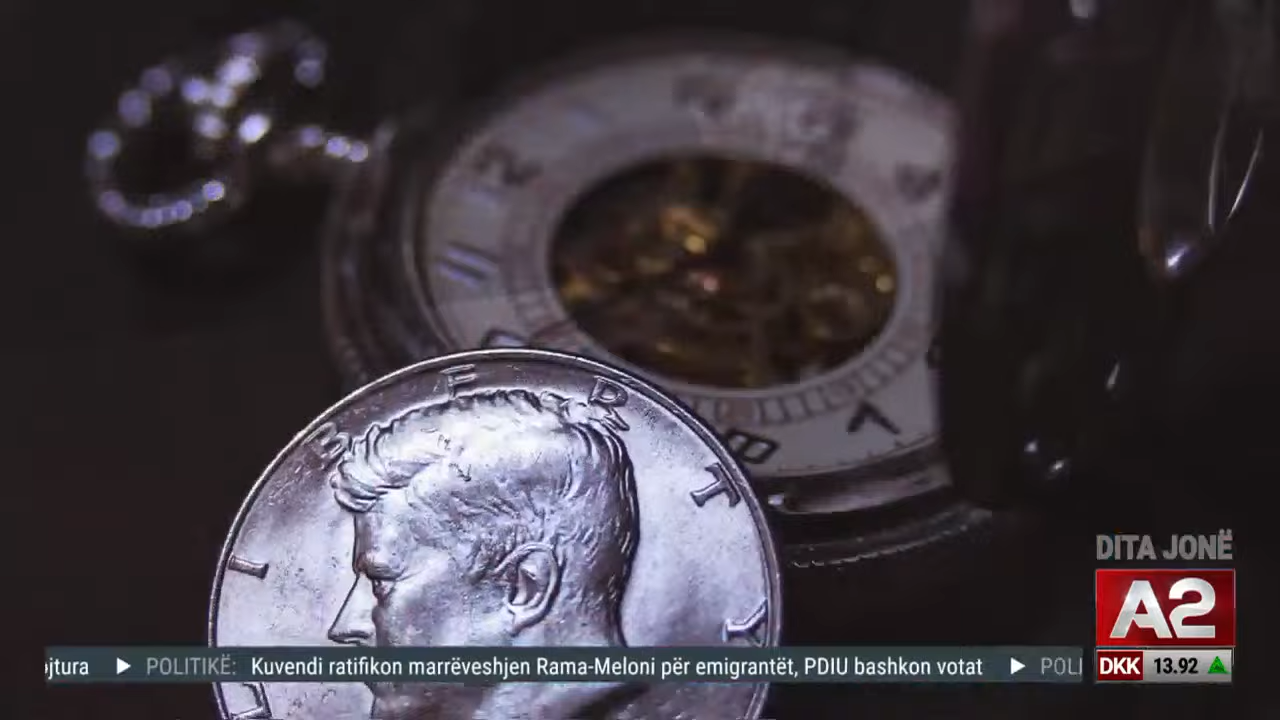 LIBERTY
DITA JONË
A2
jtura ▶ POLITIKË: Kuvendi ratifikon marrëveshjen Rama-Meloni për emigrantët, PDIU bashkon votat ▶ POLI
DKK 13.92 ▲